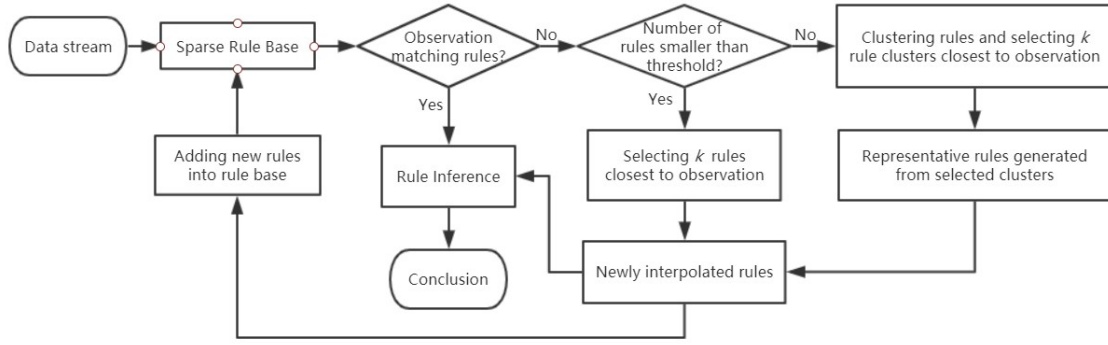 Data stream
Sparse Rule Base
Observation
matching rules?
No
Number of
rules smaller than
threshold?
No
Clustering rules and selecting k
rule clusters closest to observation
Yes
Yes
Adding new rules
into rule base
Rule Inference
Selecting k rules
closest to observation
Representative rules generated
from selected clusters
Conclusion
Newly interpolated rules